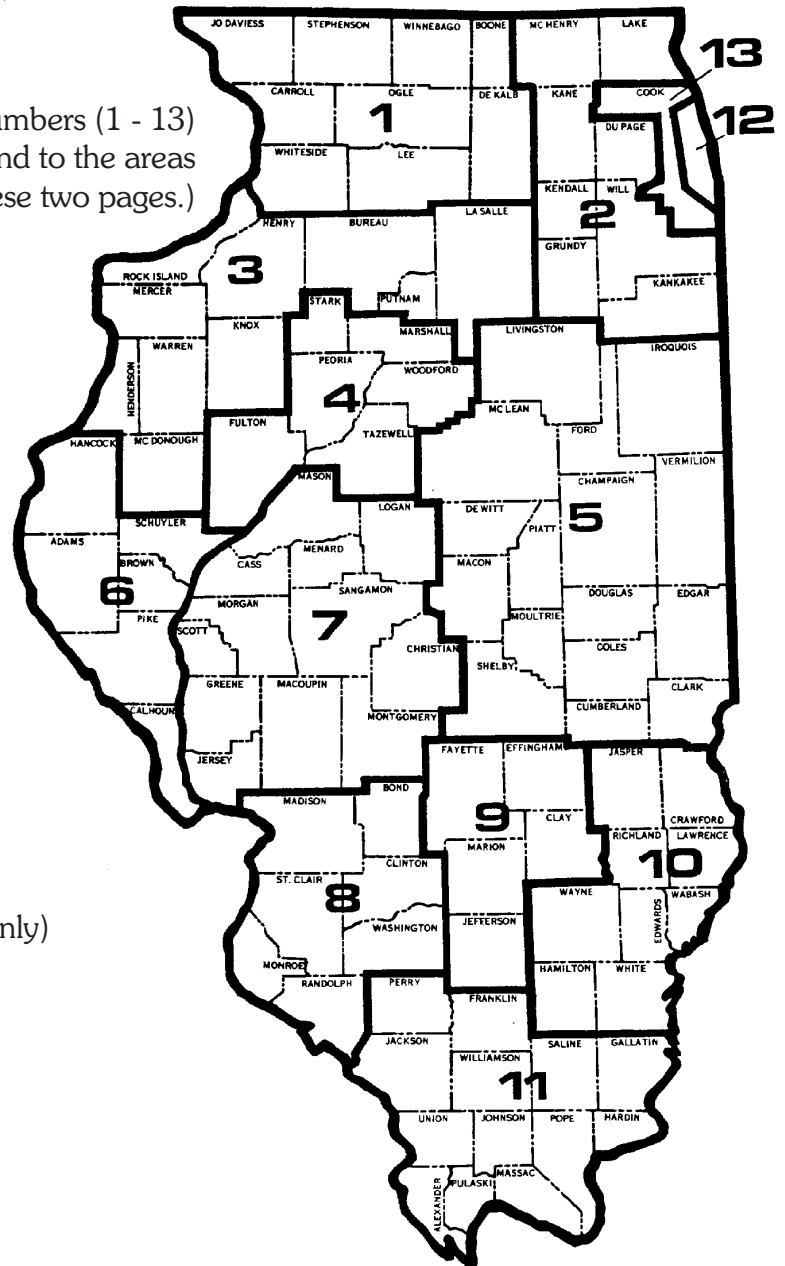 JO DAVIESS STEPHENSON WINNEBAGO BOONE MC HENRY LAKE
13
CARROLL OGLE DE KALB KANE COOK
umbers (1 - 13)
1
12
DU PAGE
nd to the areas
WHITESIDE LEE
ese two pages.)
KENDALL WILL
LA SALLE
2
HENRY BUREAU
GRUNDY
3
ROCK ISLAND
KANKAKEE
MERCER
STARK PUTNAM
KNOX MARSHALL LIVINGSTON
WARREN IROQUOIS
PEORIA
WOODFORD
HENDERSON
4
MC LEAN
FULTON
FORD
TAZEWELL
HANCOCK MC DONOUGH
VERMILION
MASON
CHAMPAIGN
LOGAN DE WITT
SCHUYLER
5
PIATT
ADAMS
MENARD
BROWN CASS MACON
6
SANGAMON
DOUGLAS EDGAR
MORGAN
PIKE
7
MOULTRIE
SCOTT
CHRISTIAN COLES
SHELBY
GREENE MACOUPIN
CLARK
CALHOUN
CUMBERLAND
MONTGOMERY
FAYETTE EFFINGHAM JASPER
JERSEY
BOND
MADISON
9
CLAY CRAWFORD
RICHLAND LAWRENCE
MARION
10
CLINTON
ST. CLAIR
WAYNE WABASH
8
EDWARDS
JEFFERSON
nly)
WASHINGTON
MONROE
HAMILTON WHITE
RANDOLPH PERRY
FRANKLIN
JACKSON SALINE GALLATIN
WILLIAMSON
11
UNION JOHNSON POPE HARDIN
MASSAC
PULASKI
ALEXANDER